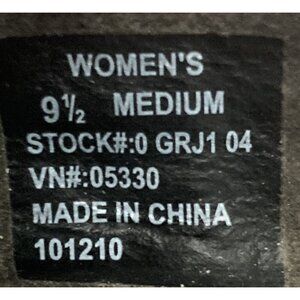 WOMEN'S
9½ MEDIUM
STOCK#:0 GRJ1 04
VN#:05330
MADE IN CHINA
101210